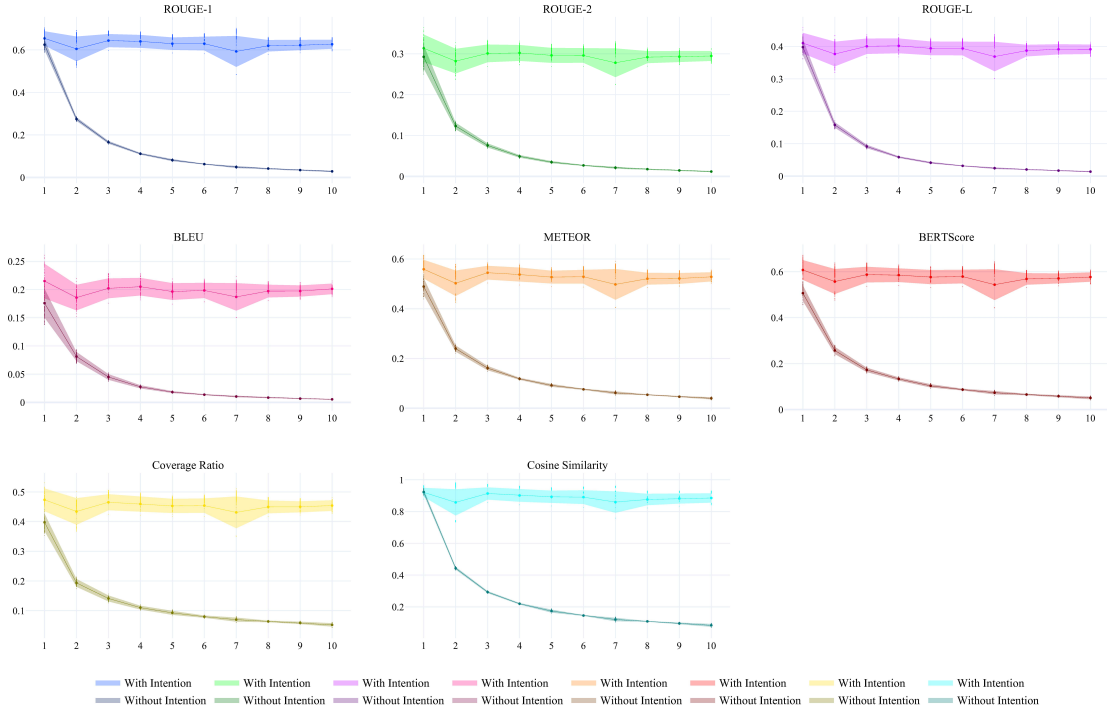 ROUGE-1 ROUGE-2 ROUGE-L
0.6 0.4 0.2 0
1 2 3 4 5 6 7 8 9 10
0.3 0.2 0.1 0
1 2 3 4 5 6 7 8 9 10
0.4 0.3 0.2 0.1 0
1 2 3 4 5 6 7 8 9 10
BLEU METEOR BERTScore
0.25 0.2 0.15 0.1 0.05 0
1 2 3 4 5 6 7 8 9 10
0.6 0.4 0.2 0
1 2 3 4 5 6 7 8 9 10
0.6 0.4 0.2 0
1 2 3 4 5 6 7 8 9 10
Coverage Ratio Cosine Similarity
0.5 0.4 0.3 0.2 0.1
1 2 3 4 5 6 7 8 9 10
1 0.8 0.6 0.4 0.2
1 2 3 4 5 6 7 8 9 10
With Intention With Intention With Intention With Intention With Intention With Intention With Intention With Intention
Without Intention Without Intention Without Intention Without Intention Without Intention Without Intention Without Intention Without Intention